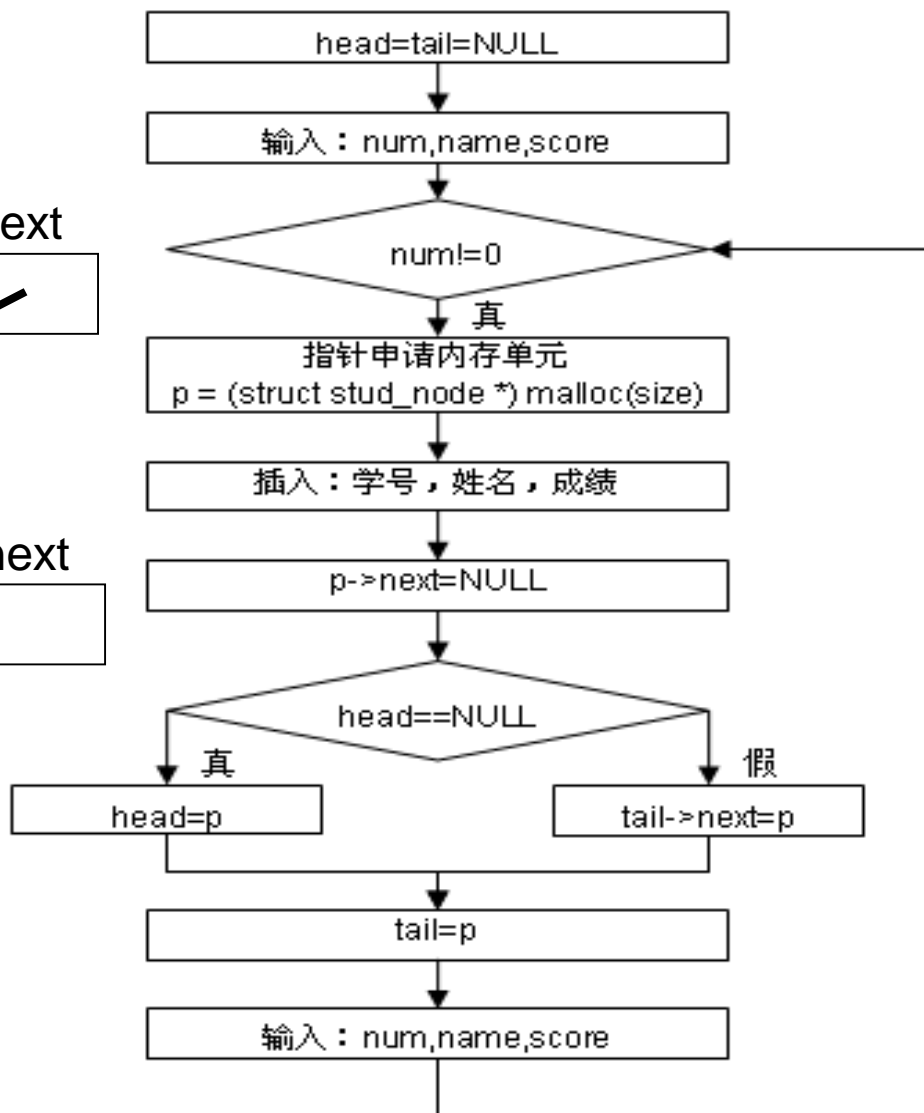 head=tail=NULL
输入：num,name,score
ext
num!=0
真
指针申请内存单元
p = (struct stud_node *) malloc(size)
插入：学号，姓名，成绩
next
p->next=NULL
head==NULL
真
假
head=p
tail->next=p
tail=p
输入：num,name,score